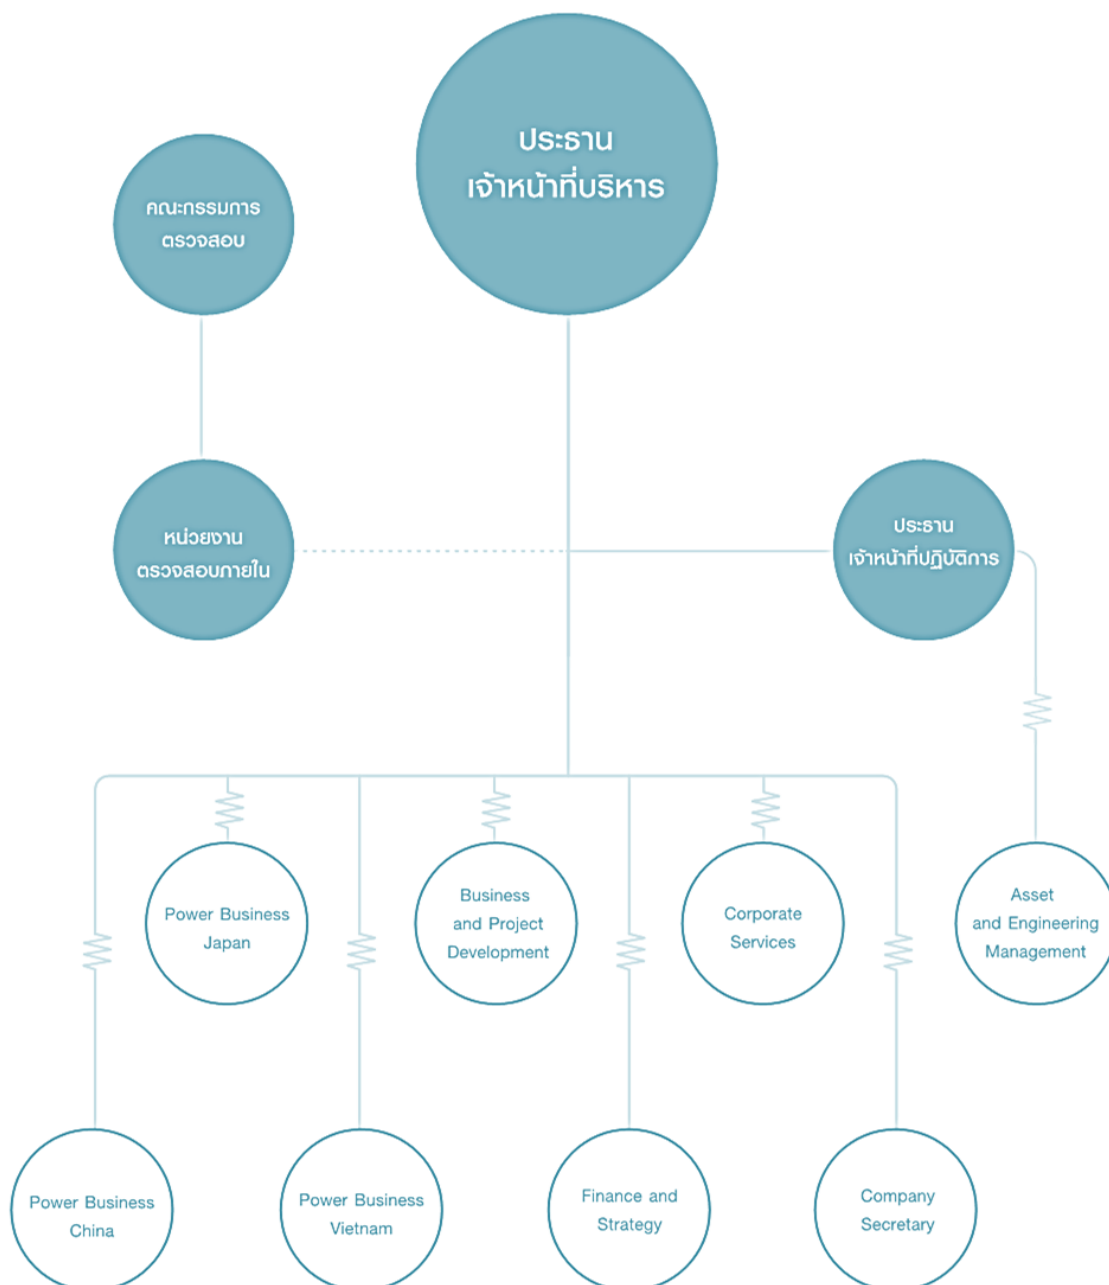 ประธาน
เจ้าหน้าที่บริหาร
คณะกรรมการ
ตรวจสอบ
หน่วยงาน
ตรวจสอบภายใน
ประธาน
เจ้าหน้าที่ปฏิบัติการ
Power Business
Japan
Business
and Project
Development
Corporate
Services
Asset
and Engineering
Management
Power Business
China
Power Business
Vietnam
Finance and
Strategy
Company
Secretary